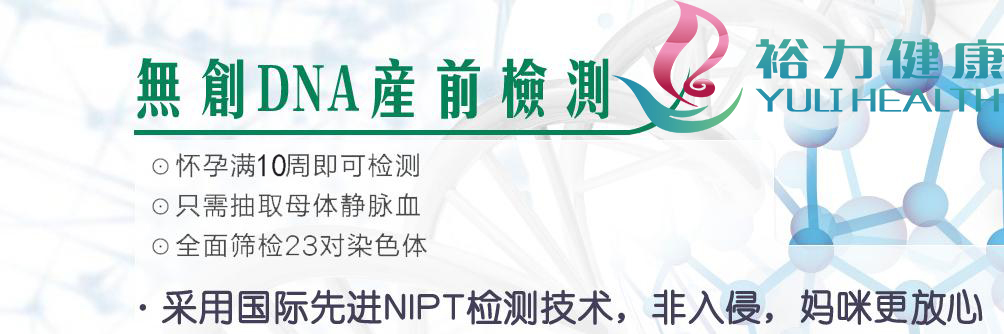 無創DNA産前檢測
裕力健康
YULI HEALTH
⊙怀孕满10周即可检测
⊙只需抽取母体静脉血
⊙全面筛检23对染色体
·采用国际先进NIPT检测技术，非入侵，妈咪更放心